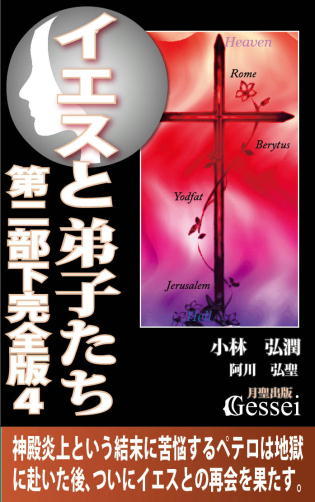 イエスと弟子たち
第二部下完全版4
Heaven
Rome
Berytus
Yodfat
Jerusalem
Hell
小林 弘潤
阿川 弘聖
月聖出版
Gessei
神殿炎上という結末に苦悩するペテロは地獄
に赴いた後、ついにイエスとの再会を果たす。